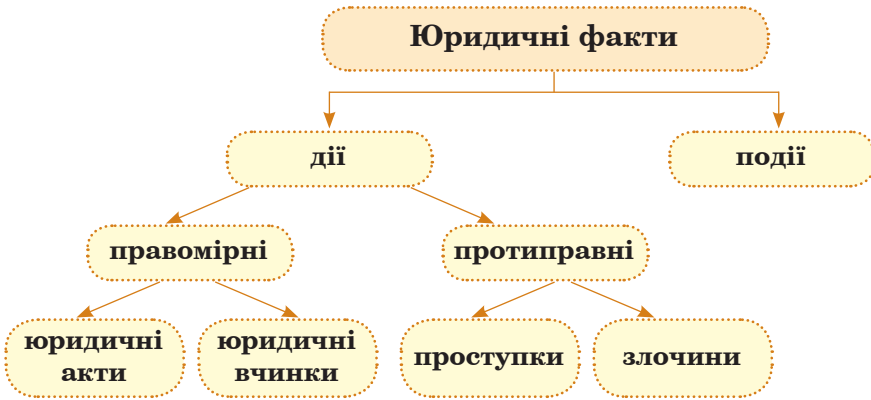 Юридичні факти
дії
події
правомірні
протиправні
юридичні
акти
юридичні
вчинки
проступки
злочини